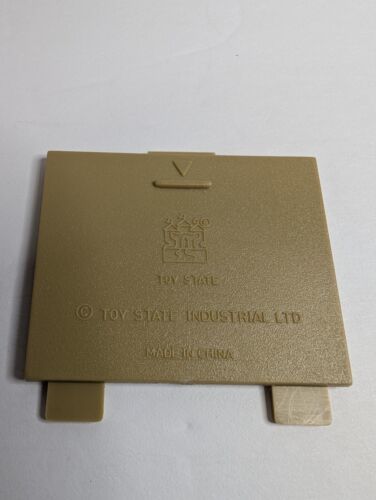 TOY STATE
© TOY STATE INDUSTRIAL LTD
MADE IN CHINA